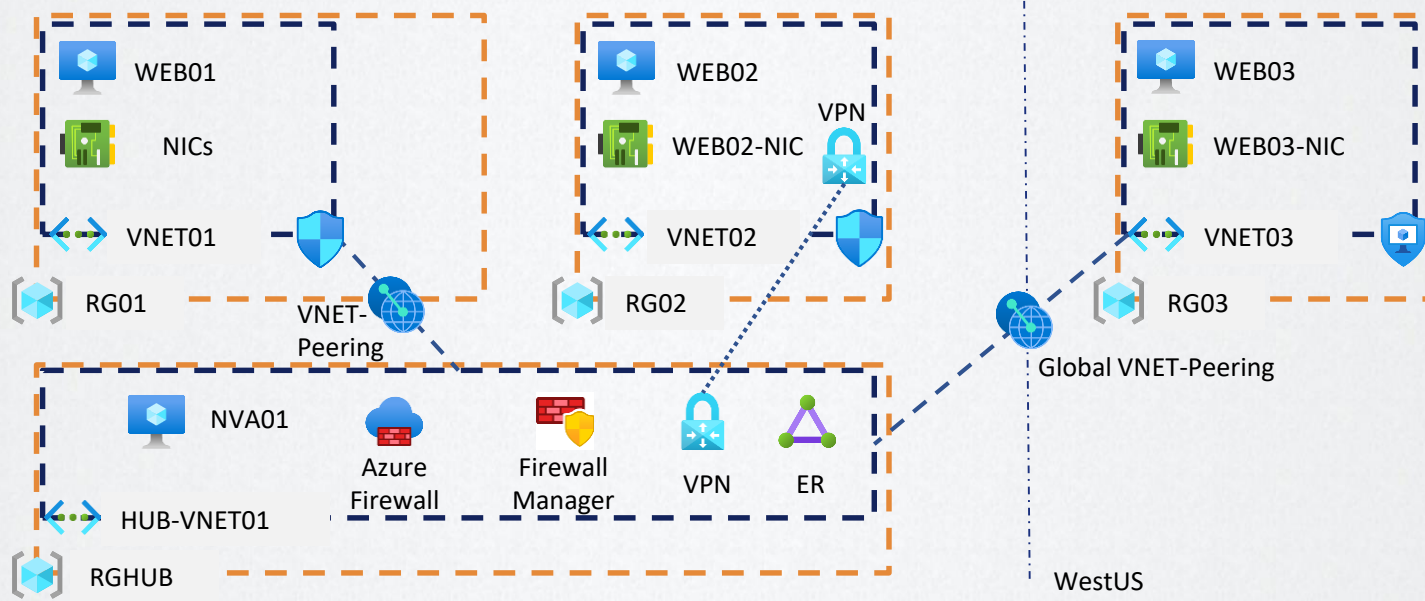 WEB01
NICs
VNET01
RG01
VNET-
Peering
WEB02
VPN
WEB02-NIC
VNET02
RG02
WEB03
WEB03-NIC
VNET03
RG03
Global VNET-Peering
NVA01
Azure
Firewall
Firewall
Manager
VPN
ER
HUB-VNET01
RGHUB
WestUS